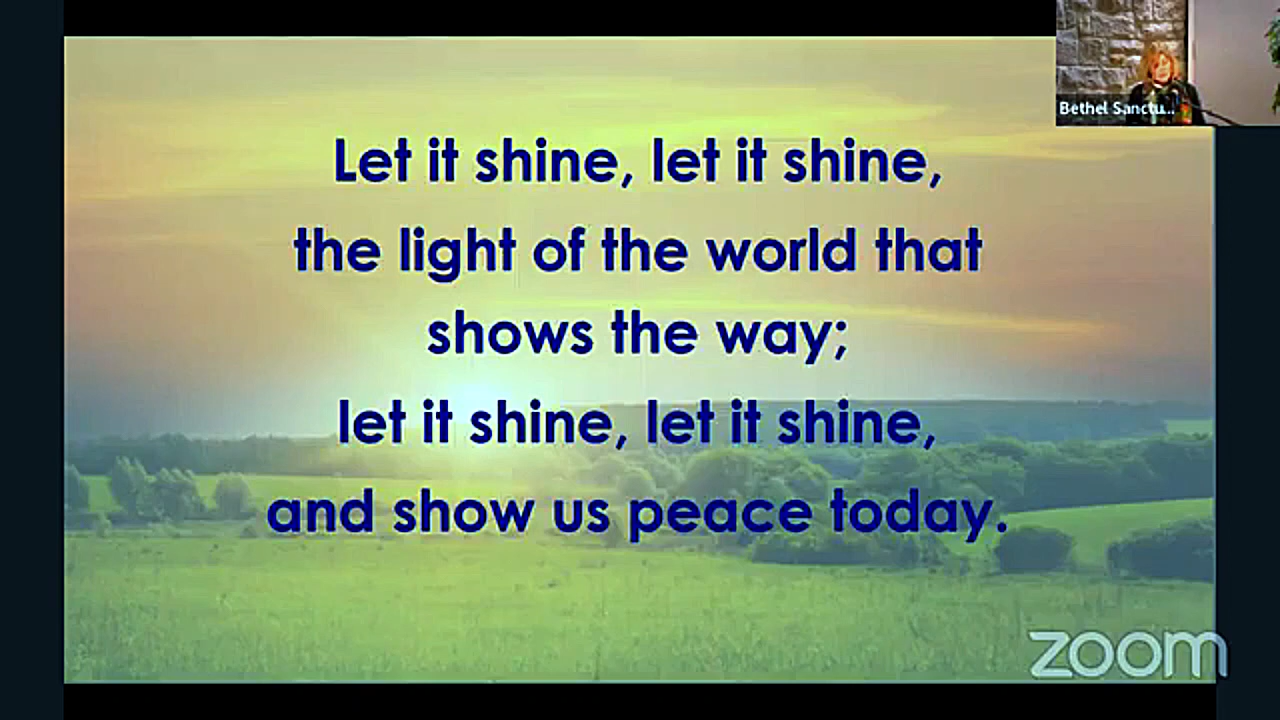 Bethel Sanctu...
Let it shine, let it shine,
the light of the world that
shows the way;
let it shine, let it shine,
and show us peace today.
zoom